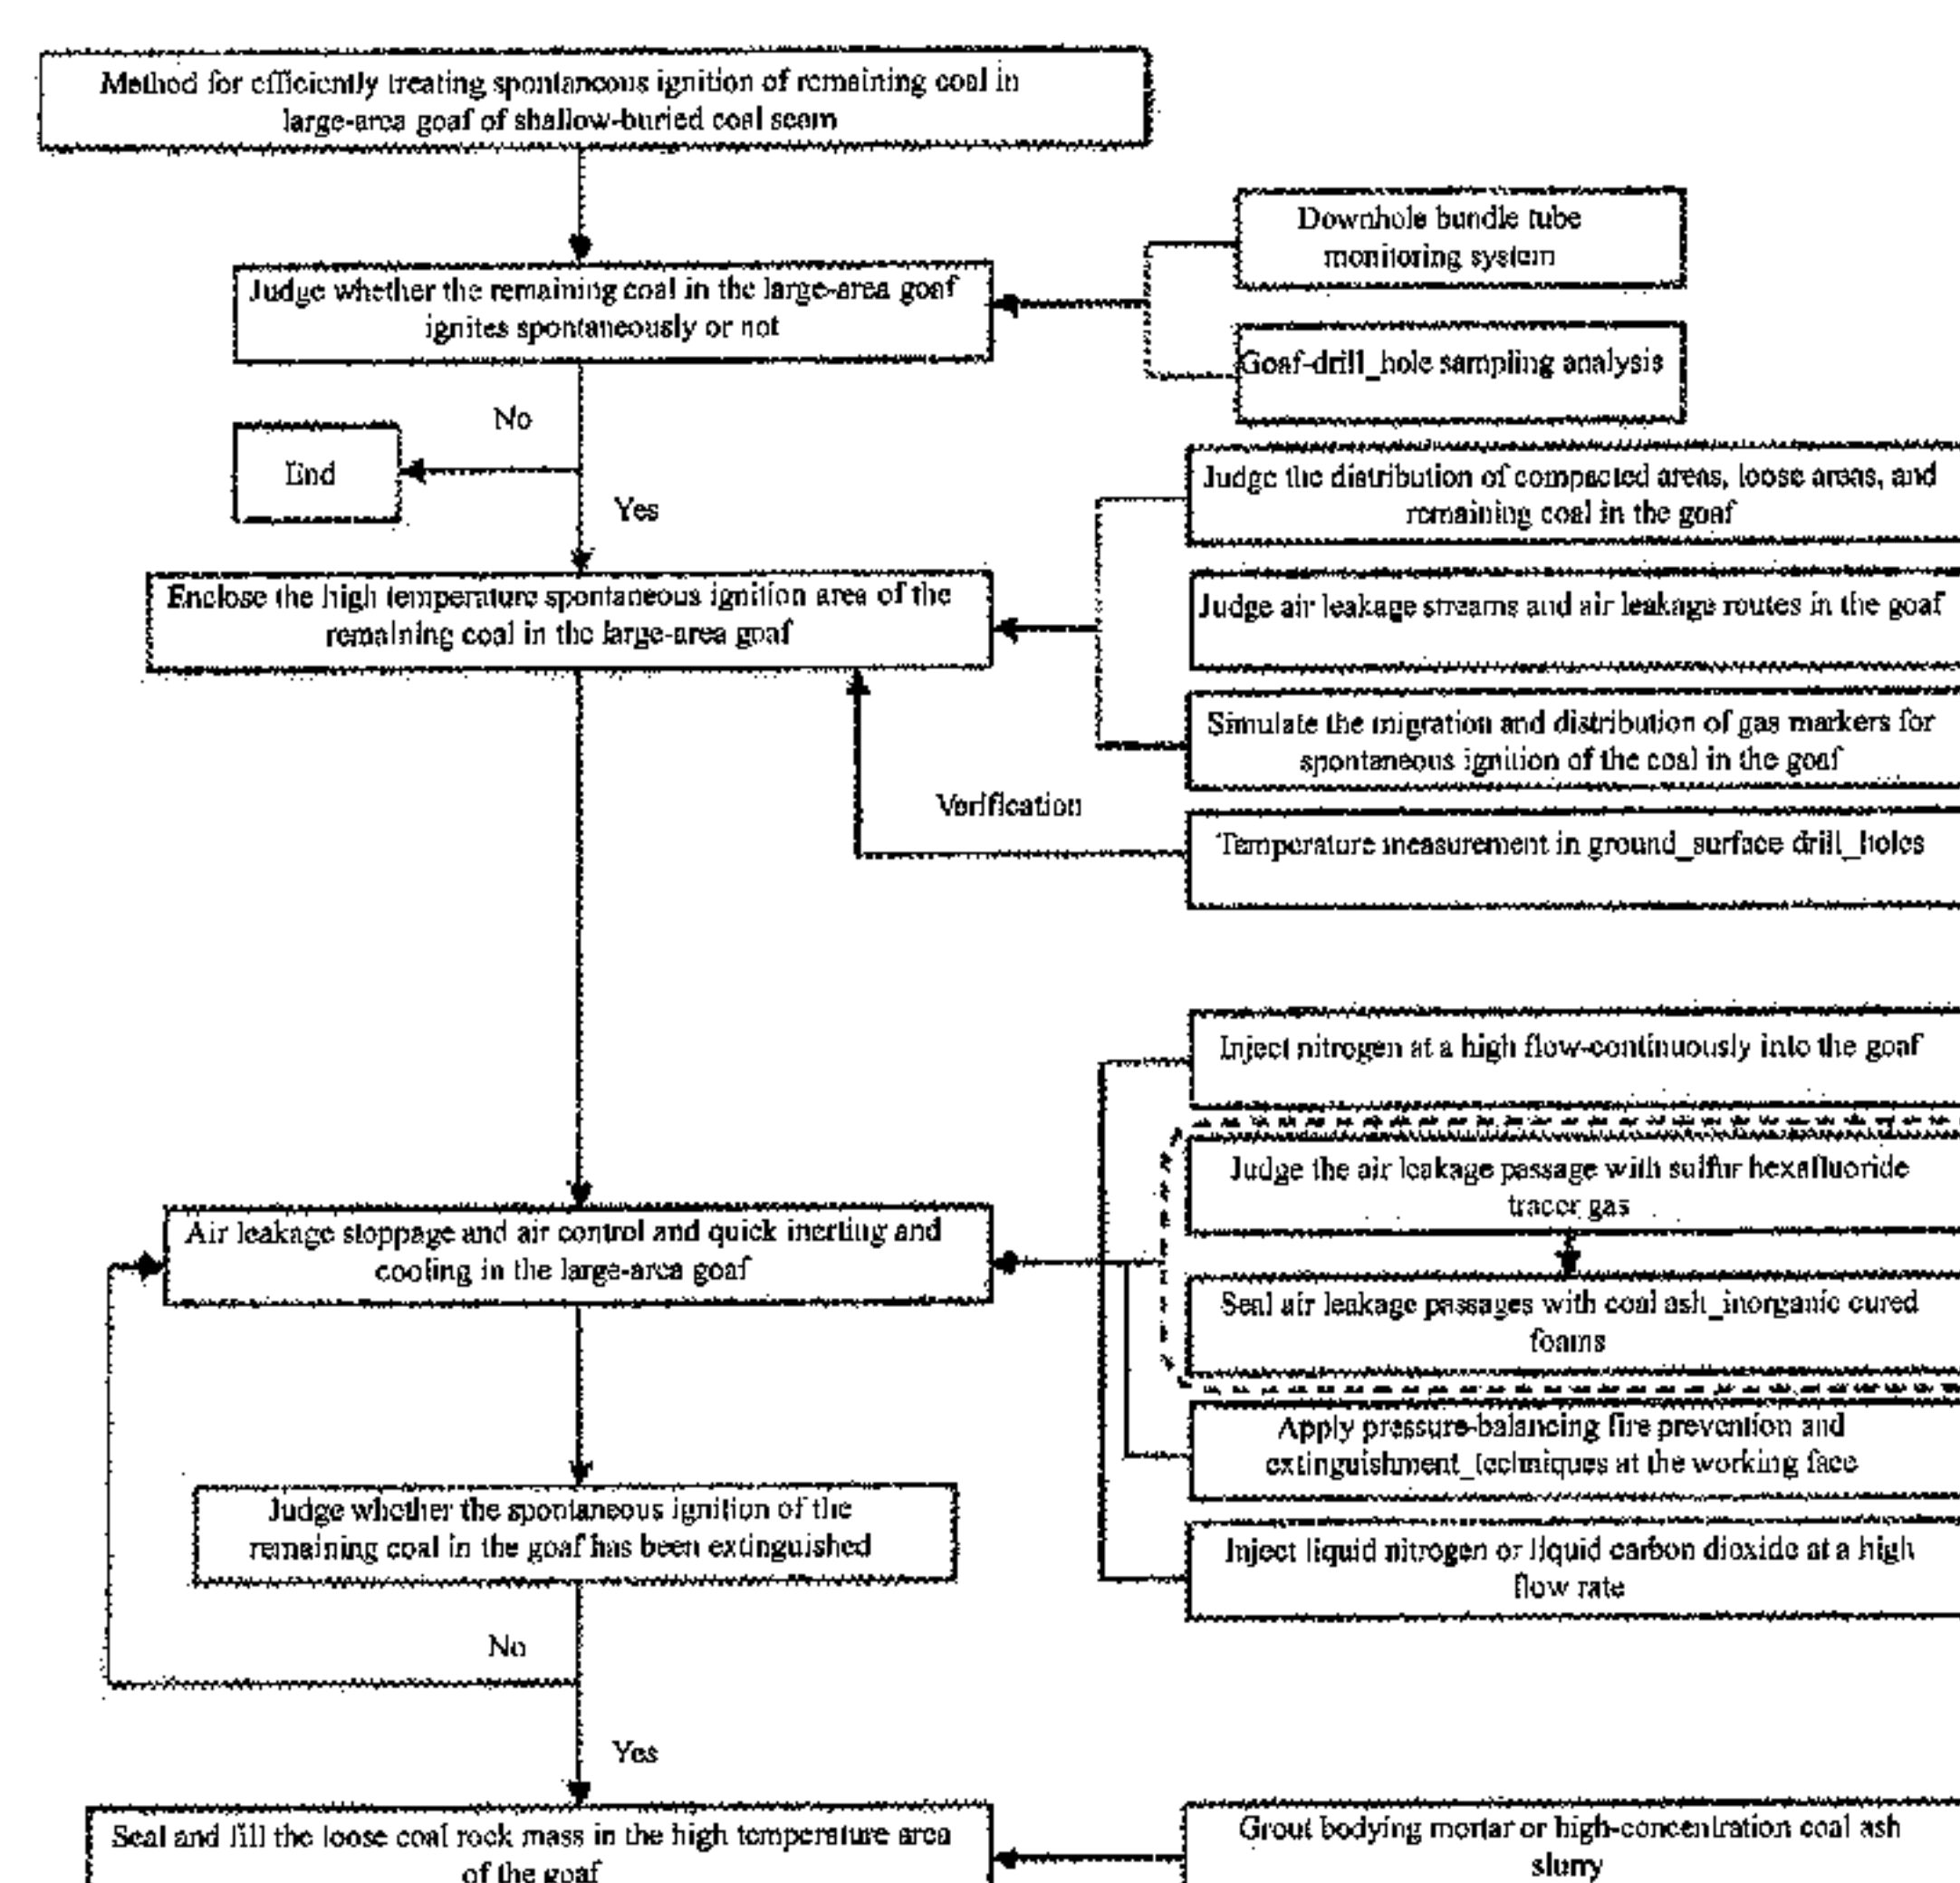 Method for efficiently treating spontaneous ignition of remaining coal in
large-area goaf of shallow-buried coal seam
Downhole bundle tube
monitoring system
Judge whether the remaining coal in the large-area goaf
ignites spontaneously or not
Goaf-drill_hole sampling analysis
No
End
Judge the distribution of compacted areas, loose areas, and
remaining coal in the goaf
Yes
Enclose the high temperature spontaneous ignition area of the
remaining coal in the large-area goaf
Judge air leakage streams and air leakage routes in the goaf
Simulate the migration and distribution of gas markers for
spontaneous ignition of the coal in the goaf
Verification
Temperature measurement in ground_surface drill_holes
Inject nitrogen at a high flow-continuously into the goaf
Judge the air leakage passage with sulfur hexafluoride
tracer gas
Air leakage stoppage and air control and quick inerting and
cooling in the large-area goaf
Seal air leakage passages with coal ash_inorganic cured
foams
Apply pressure-balancing fire prevention and
extinguishment_techniques at the working face
Judge whether the spontaneous ignition of the
remaining coal in the goaf has been extinguished
Inject liquid nitrogen or liquid carbon dioxide at a high
flow rate
No
Yes
Seal and fill the loose coal rock mass in the high temperature area
of the goaf
Grout bodying mortar or high-concentration coal ash
slurry